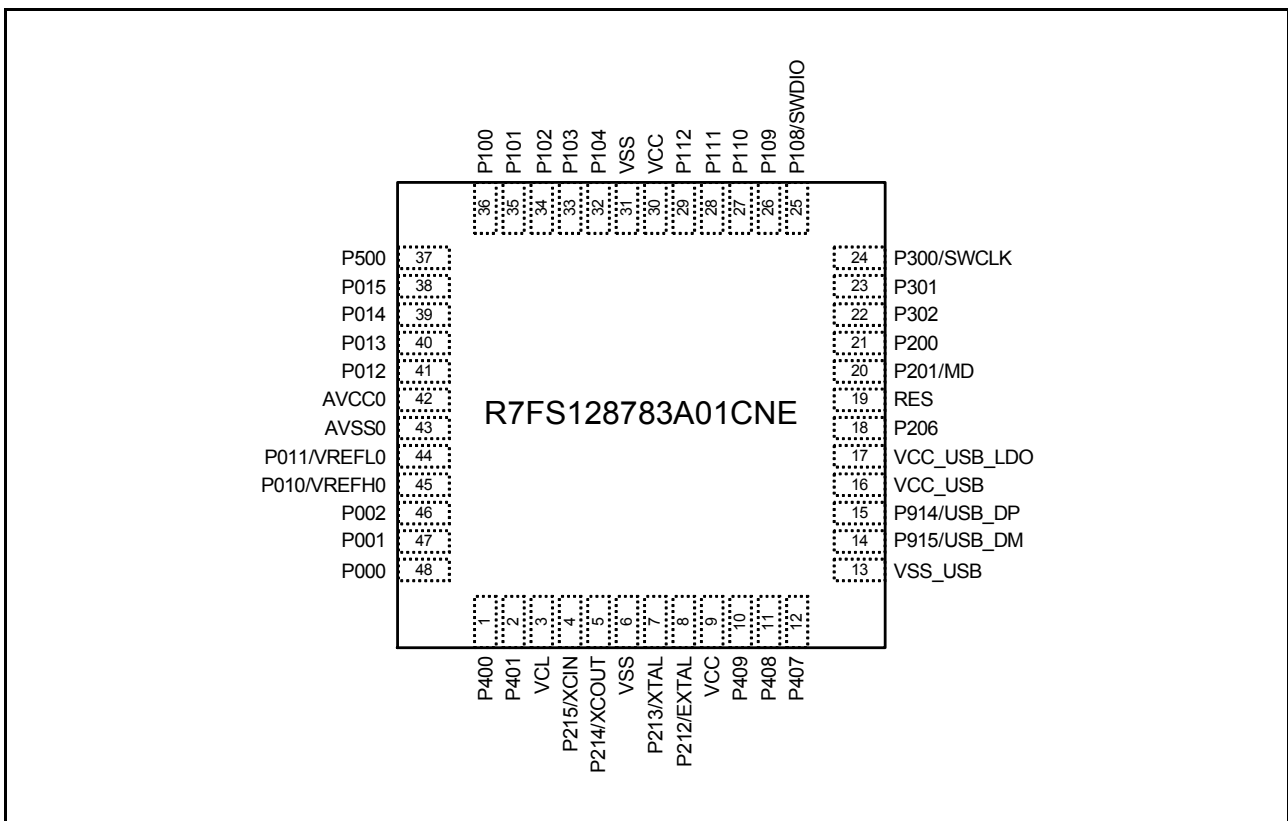 P100
P101
P102
P103
P104
VSS
VCC
P112
P111
P110
P109
P108/SWDIO
36
35
34
33
32
31
30
29
28
27
26
25
P500 37
P015 38
P014 39
P013 40
P012 41
AVCC0 42
AVSS0 43
P011/VREFL0 44
P010/VREFH0 45
P002 46
P001 47
P000 48
R7FS128783A01CNE
24 P300/SWCLK
23 P301
22 P302
21 P200
20 P201/MD
19 RES
18 P206
17 VCC_USB_LDO
16 VCC_USB
15 P914/USB_DP
14 P915/USB_DM
13 VSS_USB
1
2
3
4
5
6
7
8
9
10
11
12
P400
P401
VCL
P215/XCIN
P214/XCOUT
VSS
P213/XTAL
P212/EXTAL
VCC
P409
P408
P407